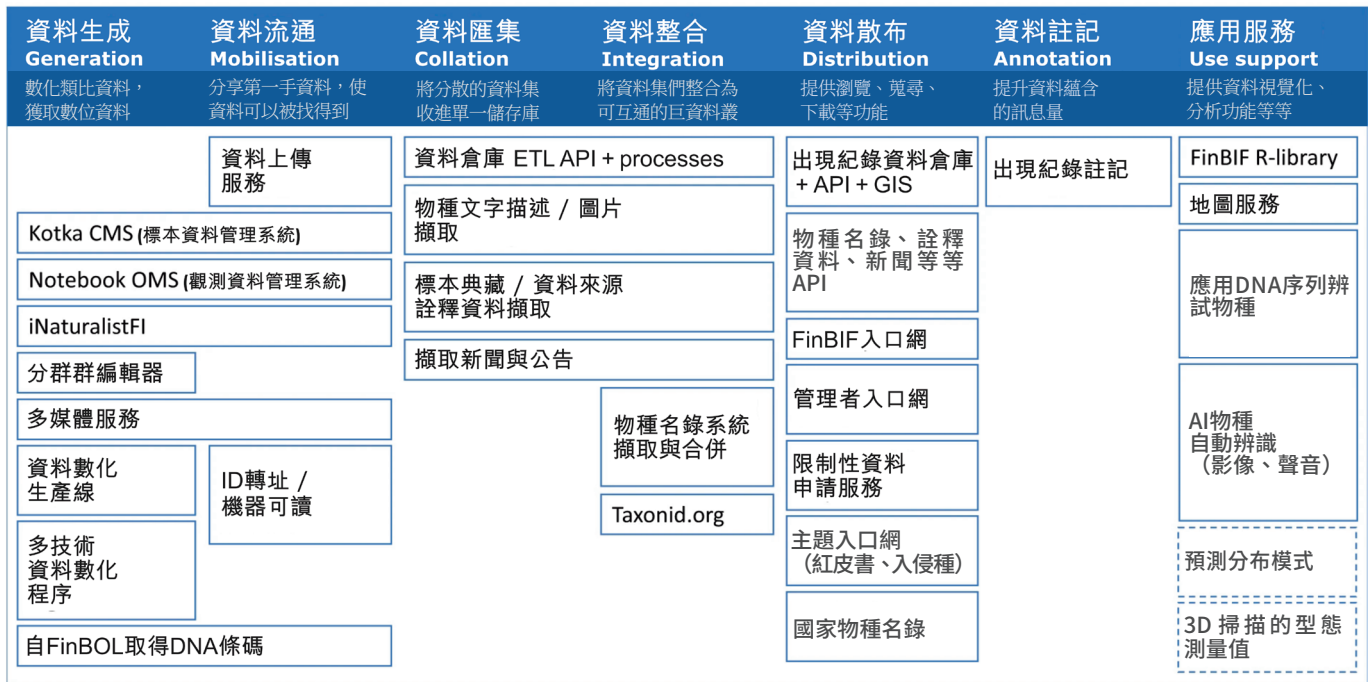 資料生成
Generation
數化類比資料，
獲取數位資料
資料流通
Mobilisation
分享第一手資料，使
資料可以被找得到
資料匯集
Collation
將分散的資料集
收進單一儲存庫
資料整合
Integration
將資料集們整合為
可互通的巨資料叢
資料散布
Distribution
提供瀏覽、蒐尋、
下載等功能
資料註記
Annotation
提升資料蘊含
的訊息量
應用服務
Use support
提供資料視覺化、
分析功能等等
資料上傳
服務
Kotka CMS (標本資料管理系統)
Notebook OMS (觀測資料管理系統)
iNaturalistFI
分群群編輯器
多媒體服務
資料數化
生產線
ID轉址 /
機器可讀
多技術
資料數化
程序
自FinBOL取得DNA條碼
資料倉庫 ETL API + processes
物種文字描述 / 圖片
擷取
標本典藏 / 資料來源
詮釋資料擷取
擷取新聞與公告
物種名錄系統
擷取與合併
Taxonid.org
出現紀錄資料倉庫
+ API + GIS
物種名錄、詮釋
資料、新聞等等
API
FinBIF入口網
管理者入口網
限制性資料
申請服務
主題入口網
（紅皮書、入侵種）
國家物種名錄
出現紀錄註記
FinBIF R-library
地圖服務
應用DNA序列辨
試物種
AI物種
自動辨識
（影像、聲音）
預測分布模式
3D 掃描的型態
測量值